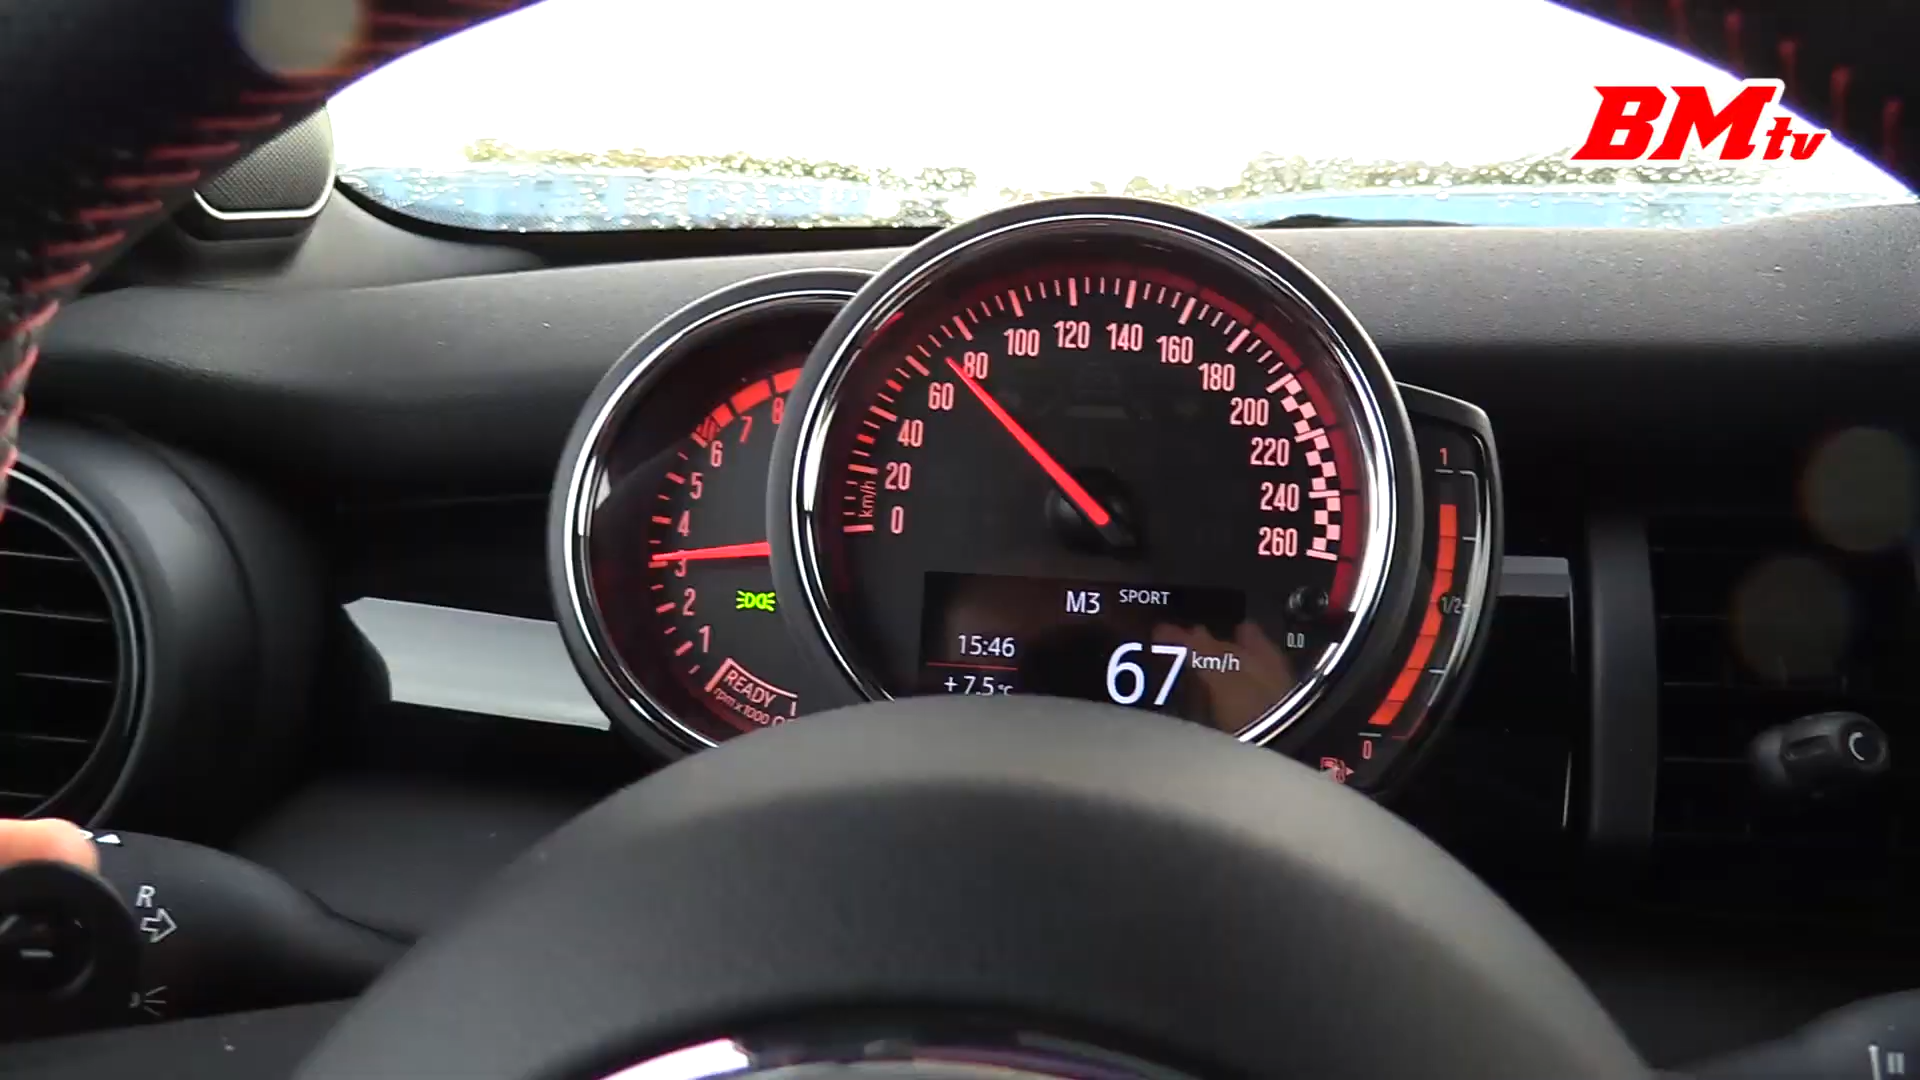 BMtv
0 20 40 60 80 100 120 140 160 180 200 220 240 260
km/h
1 2 3 4 5 6 7 8
READY
rpm x1000
M3 SPORT
15:46
67 km/h
+ 7.5 °C
0.0
1
1/2
0
R